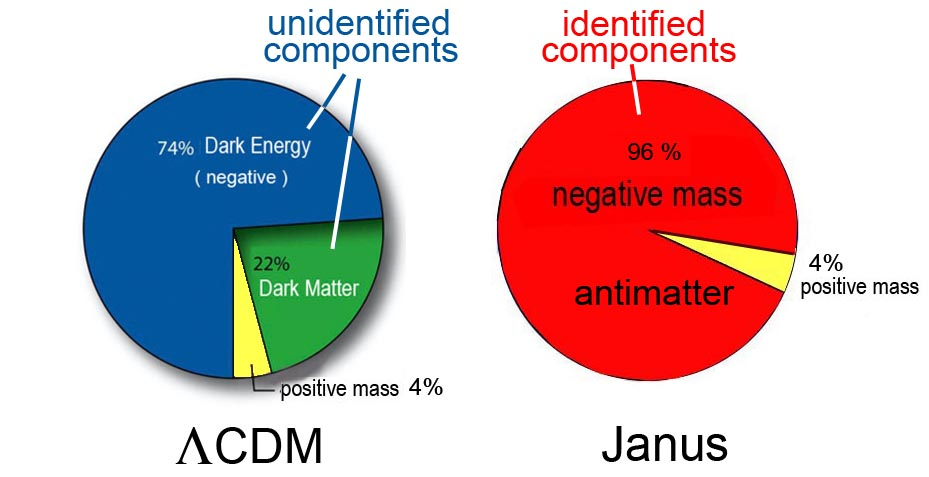 unidentified
components
74% Dark Energy
( negative )
22%
Dark Matter
positive mass 4%
ΛCDM
identified
components
96 %
negative mass
antimatter
4%
positive mass
Janus